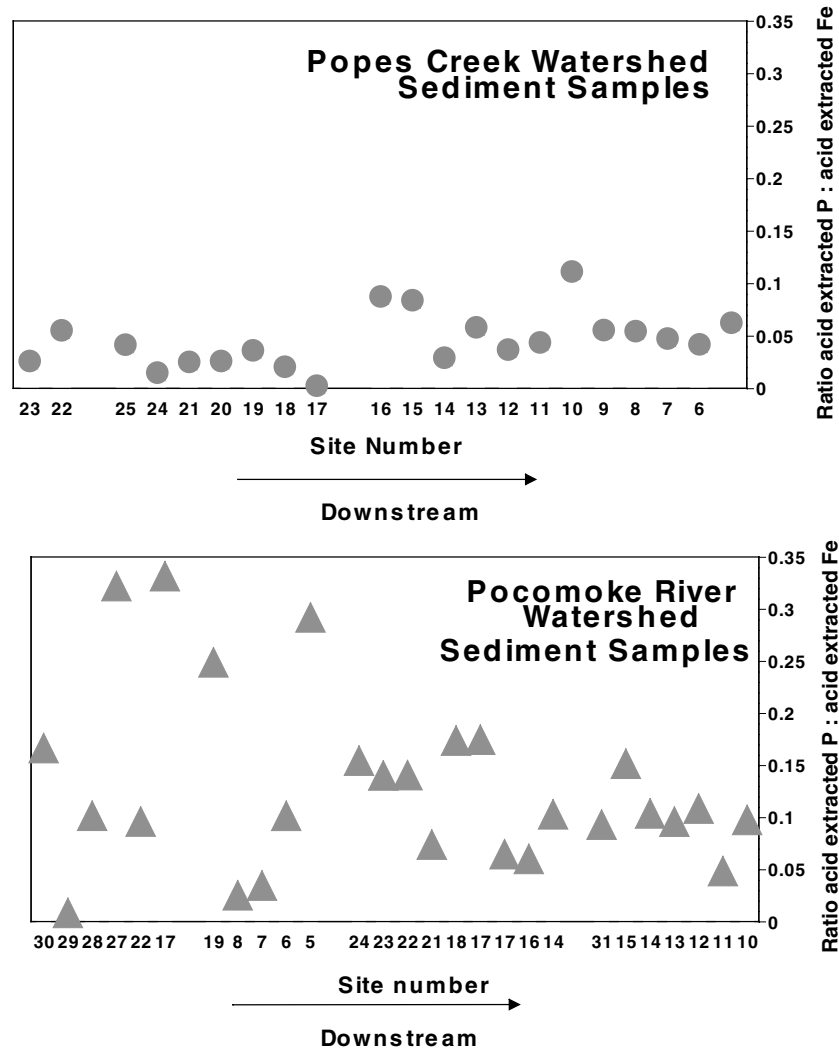 Popes Creek Watershed
Sediment Samples
0.35
0.3
0.25
0.2
0.15
0.1
0.05
0
Ratio acid extracted P : acid extracted Fe
23 22 25 24 21 20 19 18 17 16 15 14 13 12 11 10 9 8 7 6
Site Number
Downstream
Pocomoke River
Watershed
Sediment Samples
0.35
0.3
0.25
0.2
0.15
0.1
0.05
0
Ratio acid extracted P : acid extracted Fe
30 29 28 27 22 17 19 8 7 6 5 24 23 22 21 18 17 17 16 14 31 15 14 13 12 11 10
Site number
Downstream